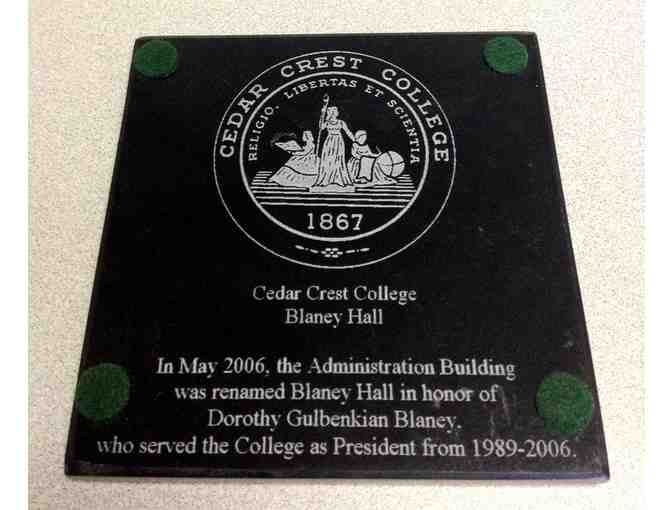 CEDAR CREST COLLEGE
RELIGIO, LIBERTAS ET SCIENTIA
1867
Cedar Crest College
Blaney Hall
In May 2006, the Administration Building
was renamed Blaney Hall in honor of
Dorothy Gulbenkian Blaney,
who served the College as President from 1989-2006.